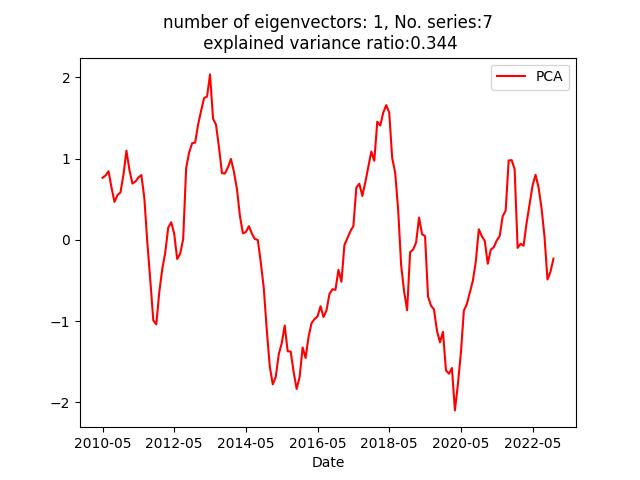 number of eigenvectors: 1, No. series:7
explained variance ratio:0.344
PCA
2
1
0
−1
−2
2010-05 2012-05 2014-05 2016-05 2018-05 2020-05 2022-05
Date